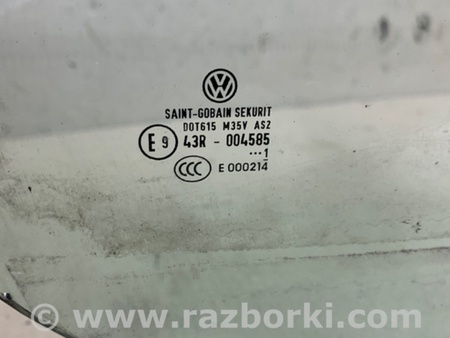 SAINT-GOBAIN SEKURIT
DOT615 M35V AS2
E 9 43R - 004585
...1
CCC E 000214
www.razborki.com